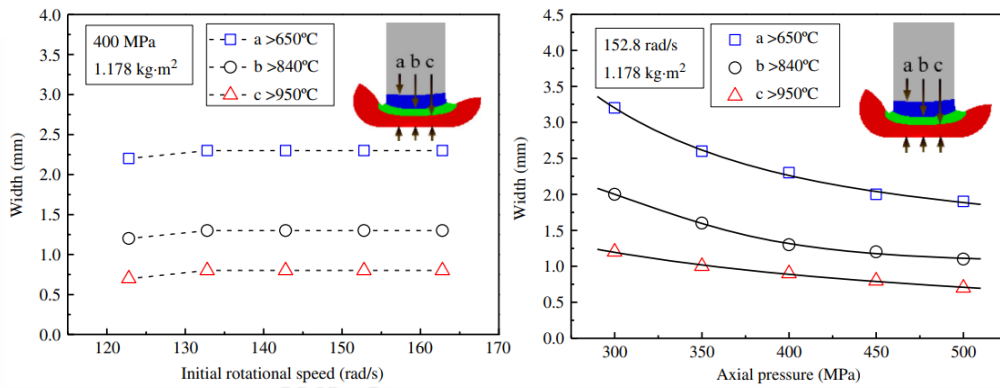 4.0
3.5
3.0
2.5
2.0
1.5
1.0
0.5
0.0
Width (mm)
400 MPa
1.178 kg·m²
a >650ºC
b >840ºC
c >950ºC
a b c
120 130 140 150 160 170
Initial rotational speed (rad/s)
4.5
4.0
3.5
3.0
2.5
2.0
1.5
1.0
0.5
0.0
Width (mm)
152.8 rad/s
1.178 kg·m²
a >650ºC
b >840ºC
c >950ºC
a b c
300 350 400 450 500
Axial pressure (MPa)